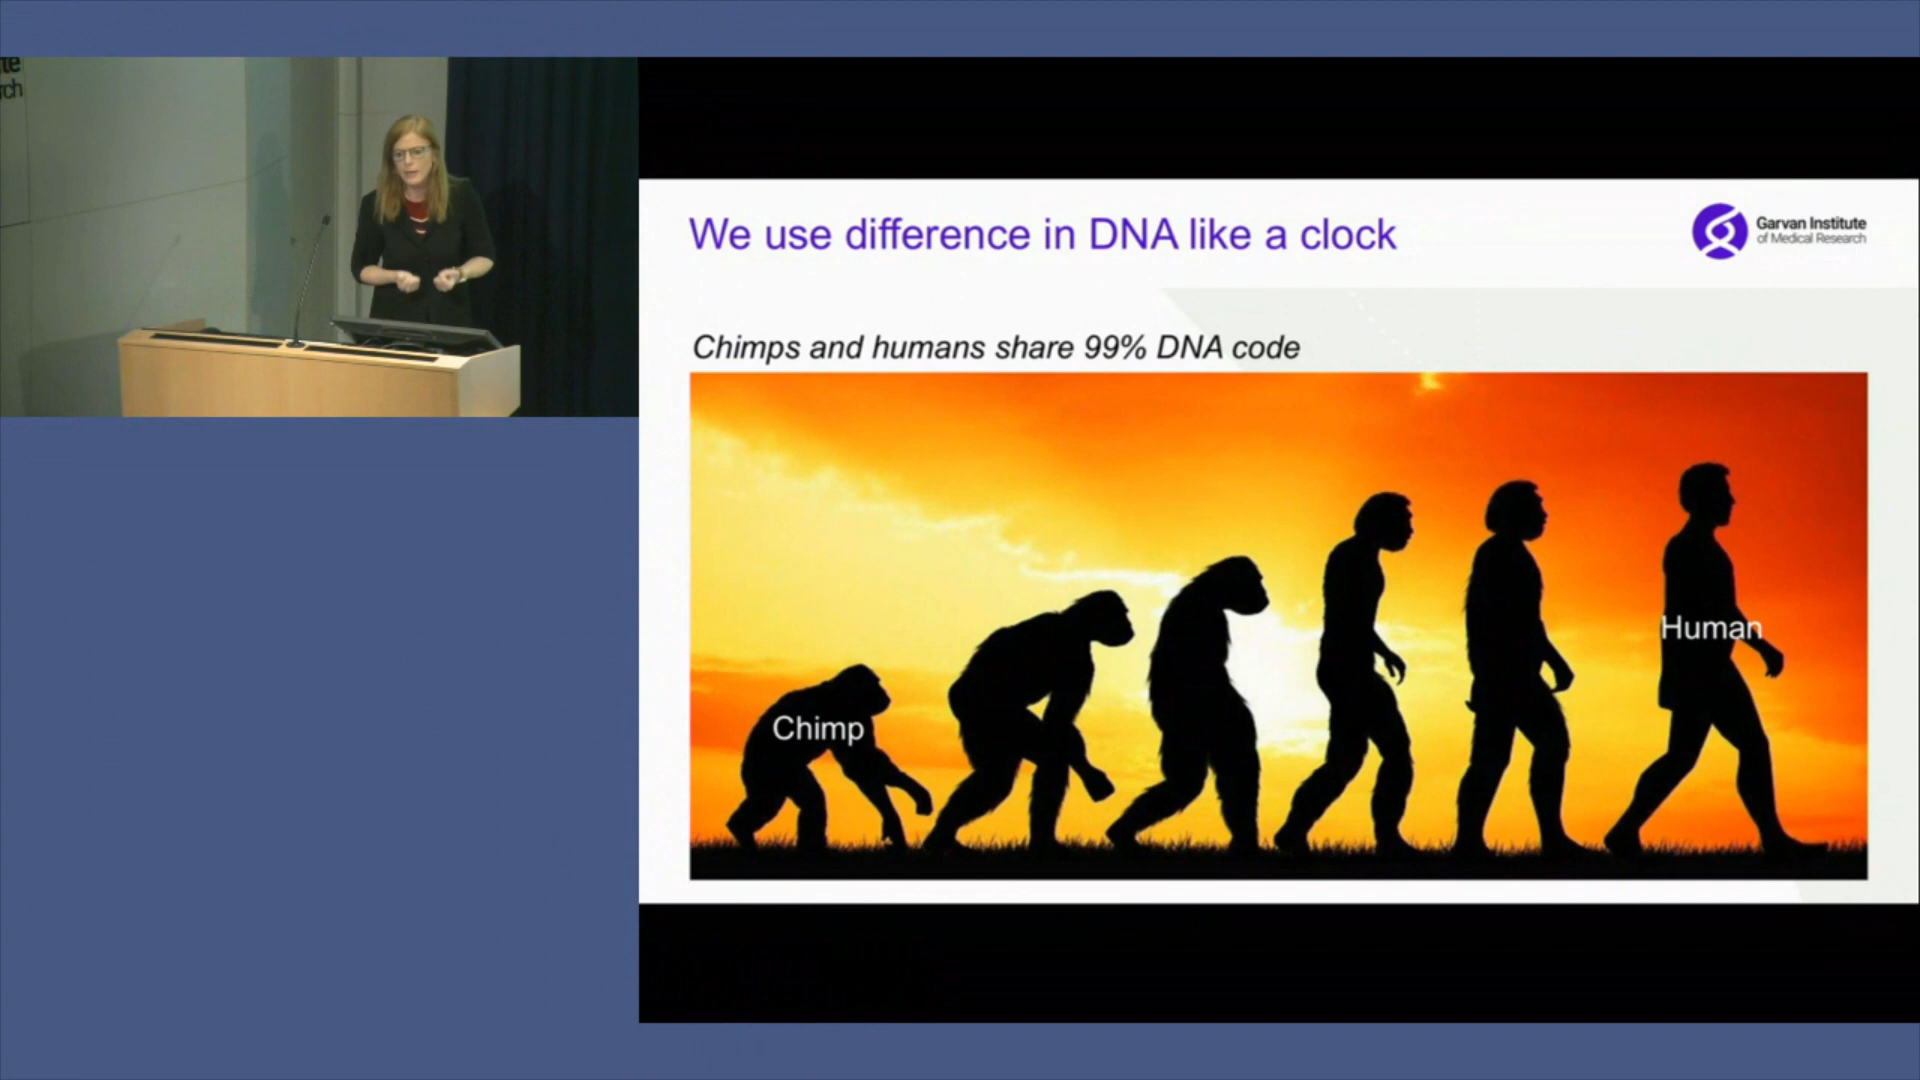 We use difference in DNA like a clock
Garvan Institute
of Medical Research
Chimps and humans share 99% DNA code
Chimp
Human